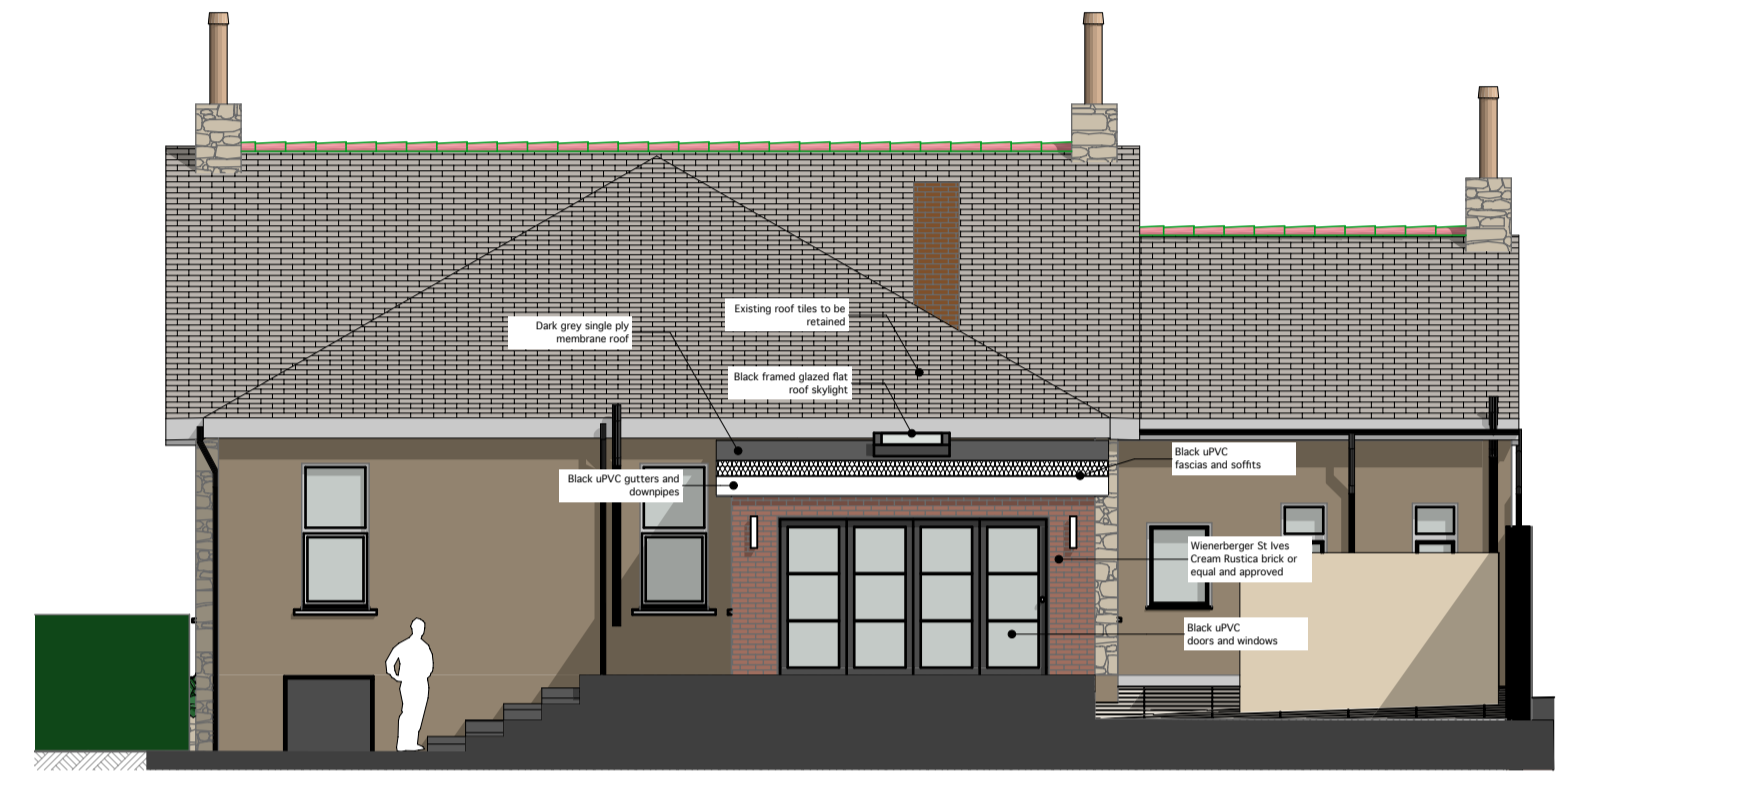 Existing roof tiles to be
retained
Dark grey single ply
membrane roof
Black framed glazed flat
roof skylight
Black uPVC
fascias and soffits
Black uPVC gutters and
downpipes
Wienerberger St Ives
Cream Rustica brick or
equal and approved
Black uPVC
doors and windows